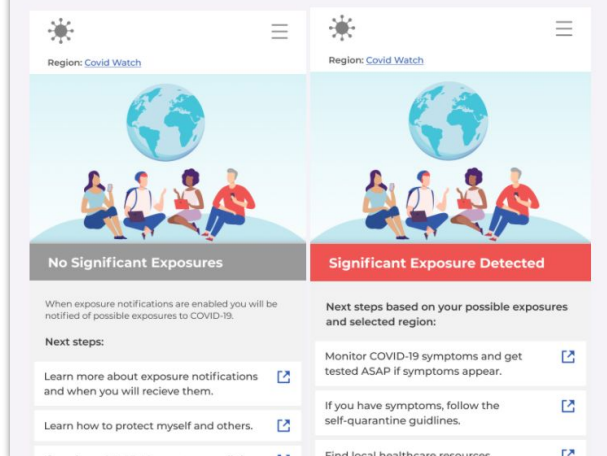 Region: Covid Watch
No Significant Exposures
When exposure notifications are enabled you will be
notified of possible exposures to COVID-19.
Next steps:
Learn more about exposure notifications
and when you will recieve them.
Learn how to protect myself and others.
Region: Covid Watch
Significant Exposure Detected
Next steps based on your possible exposures
and selected region:
Monitor COVID-19 symptoms and get
tested ASAP if symptoms appear.
If you have symptoms, follow the
self-quarantine guidlines.
Find local healthcare resources